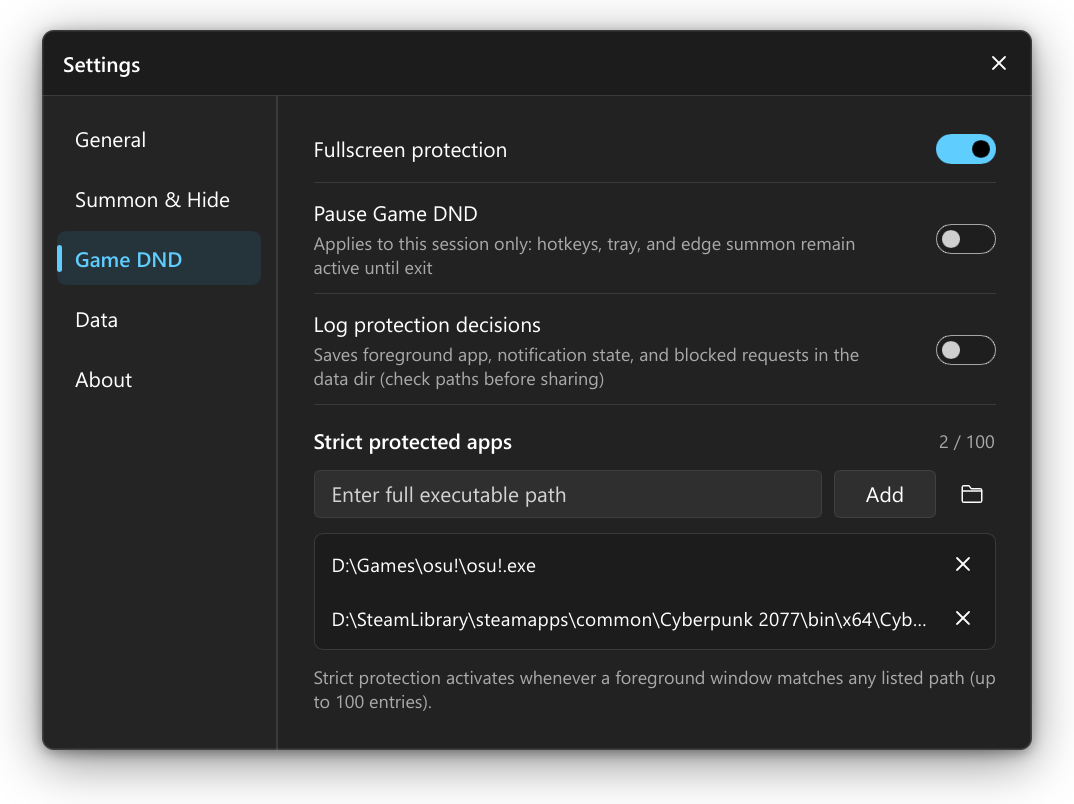 Settings
General
Summon & Hide
Game DND
Data
About
Fullscreen protection
Pause Game DND
Applies to this session only: hotkeys, tray, and edge summon remain
active until exit
Log protection decisions
Saves foreground app, notification state, and blocked requests in the
data dir (check paths before sharing)
Strict protected apps
2 / 100
Enter full executable path
Add
D:\Games\osu!\osu!.exe
D:\SteamLibrary\steamapps\common\Cyberpunk 2077\bin\x64\Cyb...
Strict protection activates whenever a foreground window matches any listed path (up
to 100 entries).